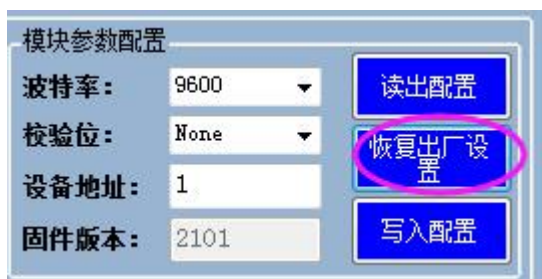 模块参数配置
波特率： 9600 读出配置
校验位： None 恢复出厂设
置
设备地址： 1
固件版本： 2101 写入配置